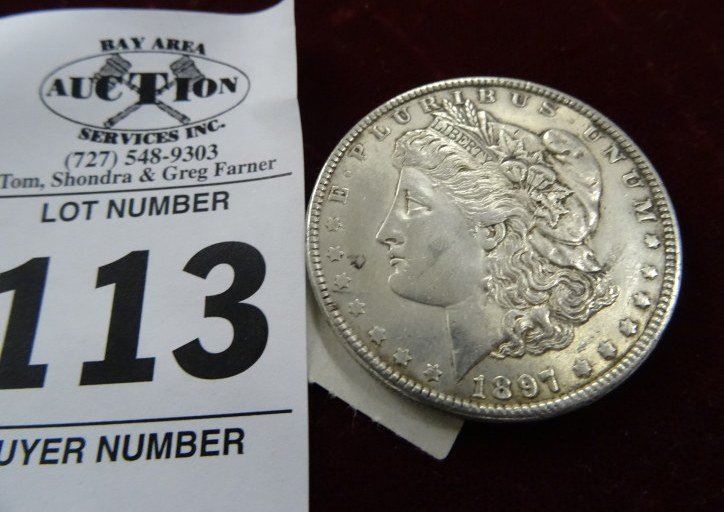 BAY AREA
AUCTION
SERVICES INC.
(727) 548-9303
Tom, Shondra & Greg Farner
LOT NUMBER
113
UYER NUMBER
E·PLURIBUS·UNUM
LIBERTY
1897